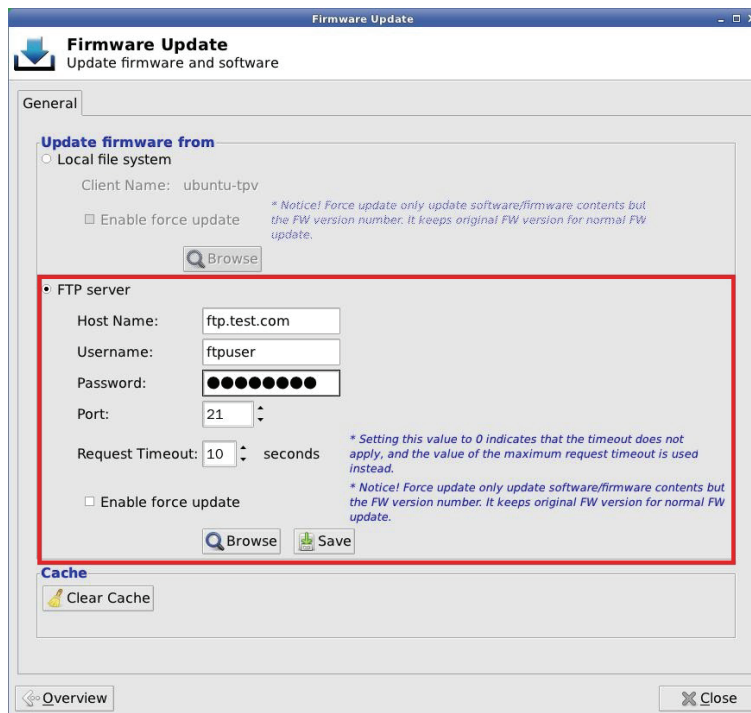 Firmware Update
Firmware Update
Update firmware and software
General
Update firmware from
Local file system
Client Name: ubuntu-tpv
Enable force update
* Notice! Force update only update software/firmware contents but
the FW version number. It keeps original FW version for normal FW
update.
Browse
FTP server
Host Name: ftp.test.com
Username: ftpuser
Password: ●●●●●●●●
Port: 21
Request Timeout: 10 seconds
* Setting this value to 0 indicates that the timeout does not
apply, and the value of the maximum request timeout is used
instead.
Enable force update
* Notice! Force update only update software/firmware contents but
the FW version number. It keeps original FW version for normal FW
update.
Browse Save
Cache
Clear Cache
Overview Close